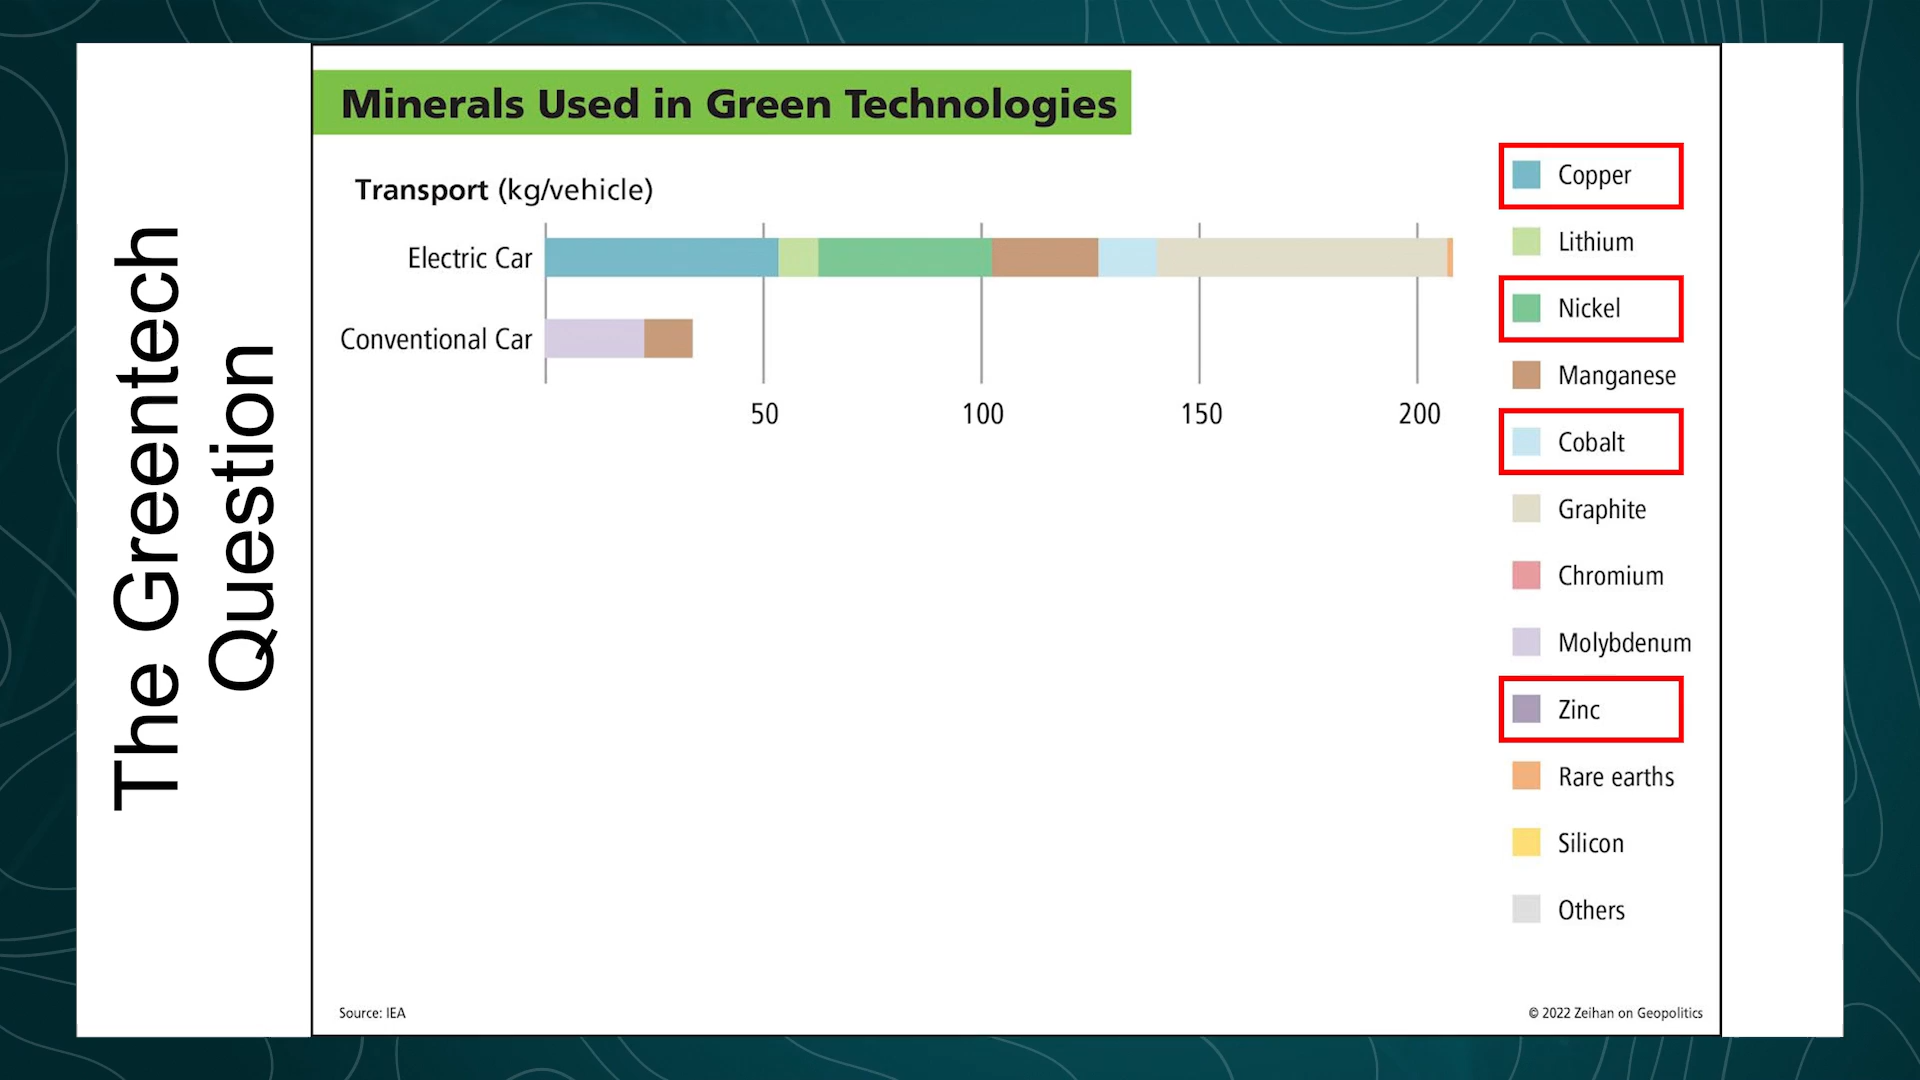 The Greentech
Question
Minerals Used in Green Technologies
Transport (kg/vehicle)
Electric Car
Conventional Car
50 100 150 200
Copper
Lithium
Nickel
Manganese
Cobalt
Graphite
Chromium
Molybdenum
Zinc
Rare earths
Silicon
Others
Source: IEA
© 2022 Zeihan on Geopolitics